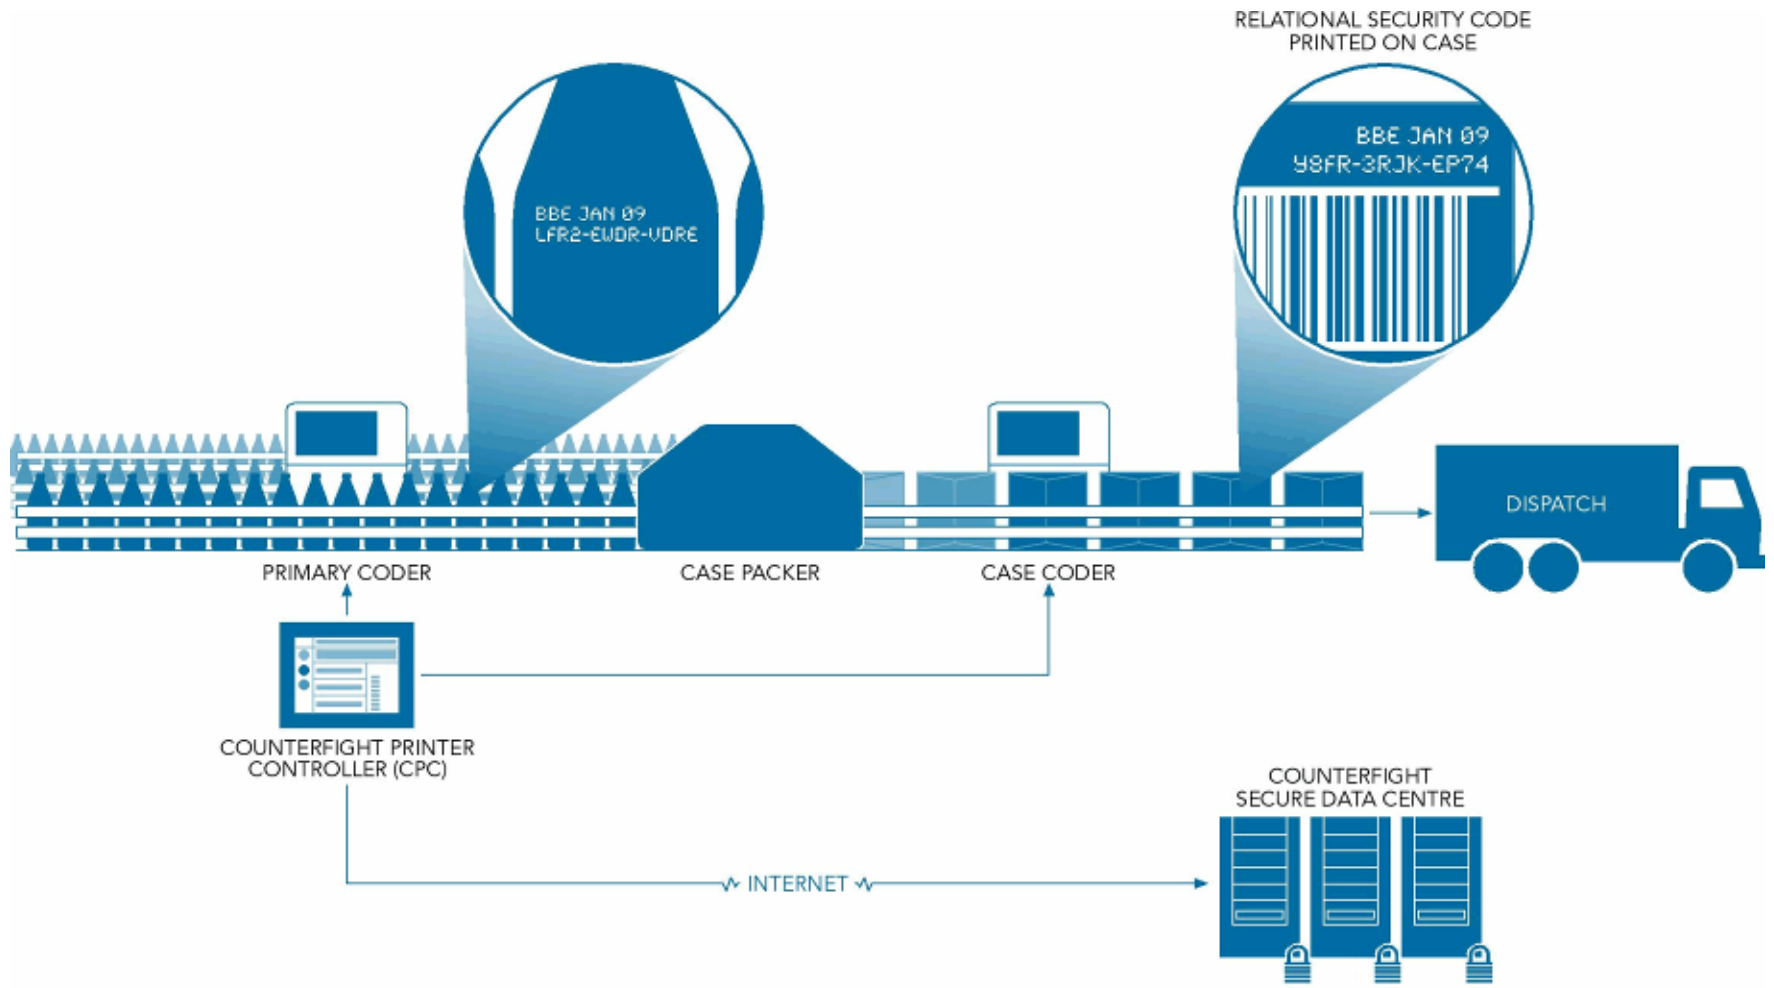 RELATIONAL SECURITY CODE
PRINTED ON CASE
BBE JAN 09
LFR2-EWDR-VDRE
BBE JAN 09
Y8FR-3RJK-EP74
DISPATCH
PRIMARY CODER
CASE PACKER
CASE CODER
COUNTERFIGHT PRINTER
CONTROLLER (CPC)
COUNTERFIGHT
SECURE DATA CENTRE
INTERNET